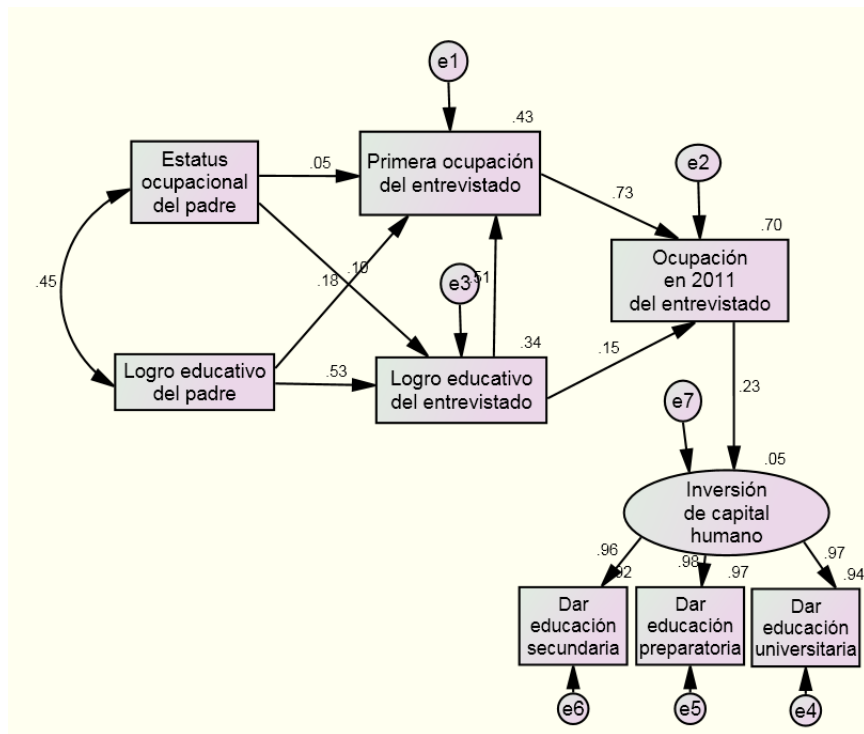 e1
.43
Estatus
ocupacional
del padre
.05
Primera ocupación
del entrevistado
e2
.73
.70
Ocupación
en 2011
del entrevistado
.45
.18
.10
e3
.51
.34
.15
Logro educativo
del padre
.53
Logro educativo
del entrevistado
.23
e7
.05
Inversión
de capital
humano
.96
.92
.98
.97
.97
.94
Dar
educación
secundaria
Dar
educación
preparatoria
Dar
educación
universitaria
e6
e5
e4